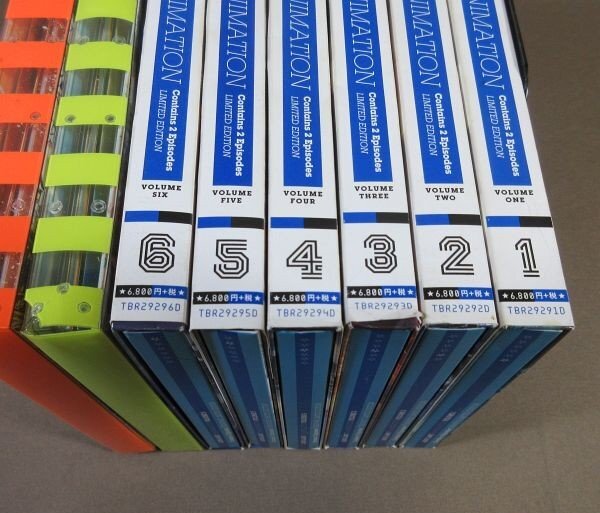 NIMATION
Contains 2 Episodes
LIMITED EDITION
VOLUME
SIX
6
★6,800円+税★
TBR29296D
ANIMATION
Contains 2 Episodes
LIMITED EDITION
VOLUME
FIVE
5
★6,800円+税★
TBR29295D
ANIMATION
Contains 2 Episodes
LIMITED EDITION
VOLUME
FOUR
4
★6,800円+税★
TBR29294D
NIMATION
Contains 2 Episodes
LIMITED EDITION
VOLUME
THREE
3
★6,800円+税★
TBR29293D
NIMATION
Contains 2 Episodes
LIMITED EDITION
VOLUME
TWO
2
★6,800円+税★
TBR29292D
NIMATION
Contains 2 Episodes
LIMITED EDITION
VOLUME
ONE
1
★6,800円+税★
TBR29291D